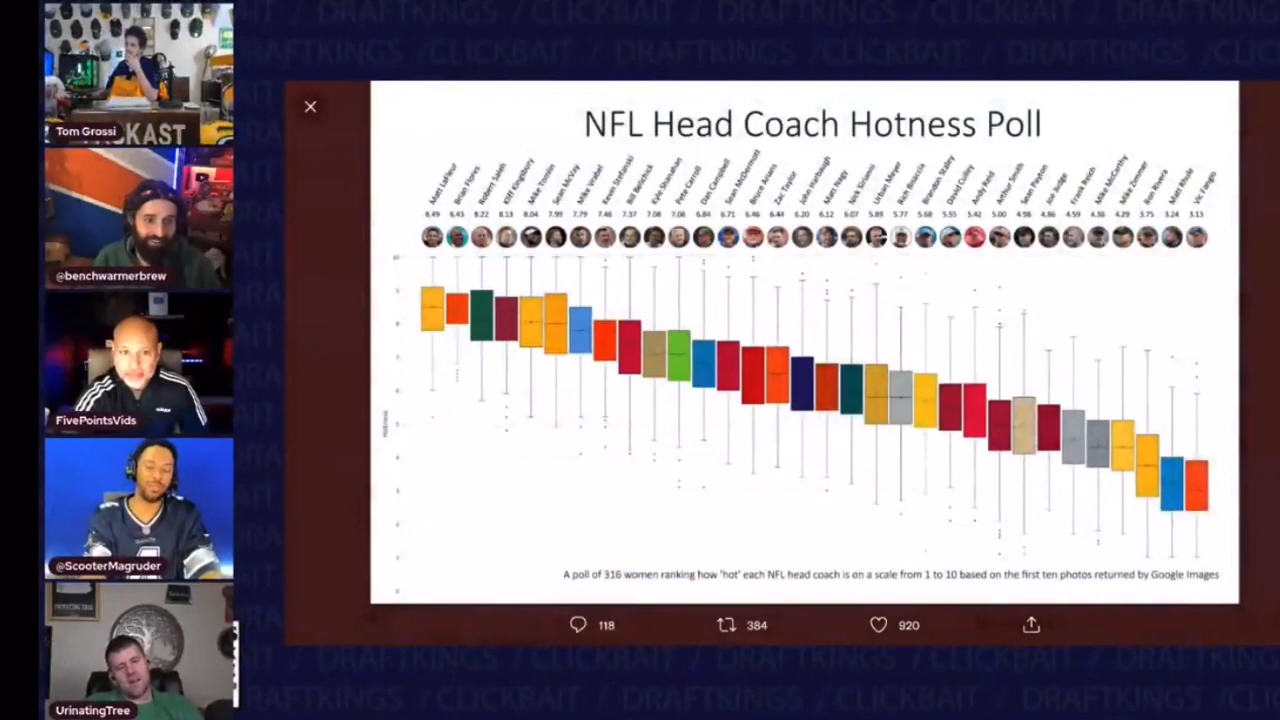 DRAFTKINGS / CLICKBAIT
Tom Grossi
@benchwarmerbrew
FivePointsVids
@ScooterMagruder
UrinatingTree
NFL Head Coach Hotness Poll
Matt LaFleur
Brian Flores
Robert Saleh
Kliff Kingsbury
Mike Tomlin
Sean McVay
Mike Vrabel
Kevin Stefanski
Bill Belichick
Kyle Shanahan
Pete Carroll
Dan Campbell
Sean McDermott
Bruce Arians
Zac Taylor
John Harbaugh
Matt Nagy
Nick Sirianni
Urban Meyer
Rich Bisaccia
Brandon Staley
David Culley
Andy Reid
Arthur Smith
Sean Payton
Joe Judge
Frank Reich
Mike McCarthy
Mike Zimmer
Ron Rivera
Matt Rhule
Vic Fangio
8.49 8.43 8.22 8.13 8.04 7.99 7.79 7.46 7.37 7.08 7.06 6.84 6.71 6.46 6.44 6.20 6.12 6.07 5.89 5.77 5.68 5.55 5.42 5.00 4.98 4.86 4.59 4.36 4.29 3.75 3.24 3.13
Hotness
A poll of 316 women ranking how 'hot' each NFL head coach is on a scale from 1 to 10 based on the first ten photos returned by Google Images
118 384 920